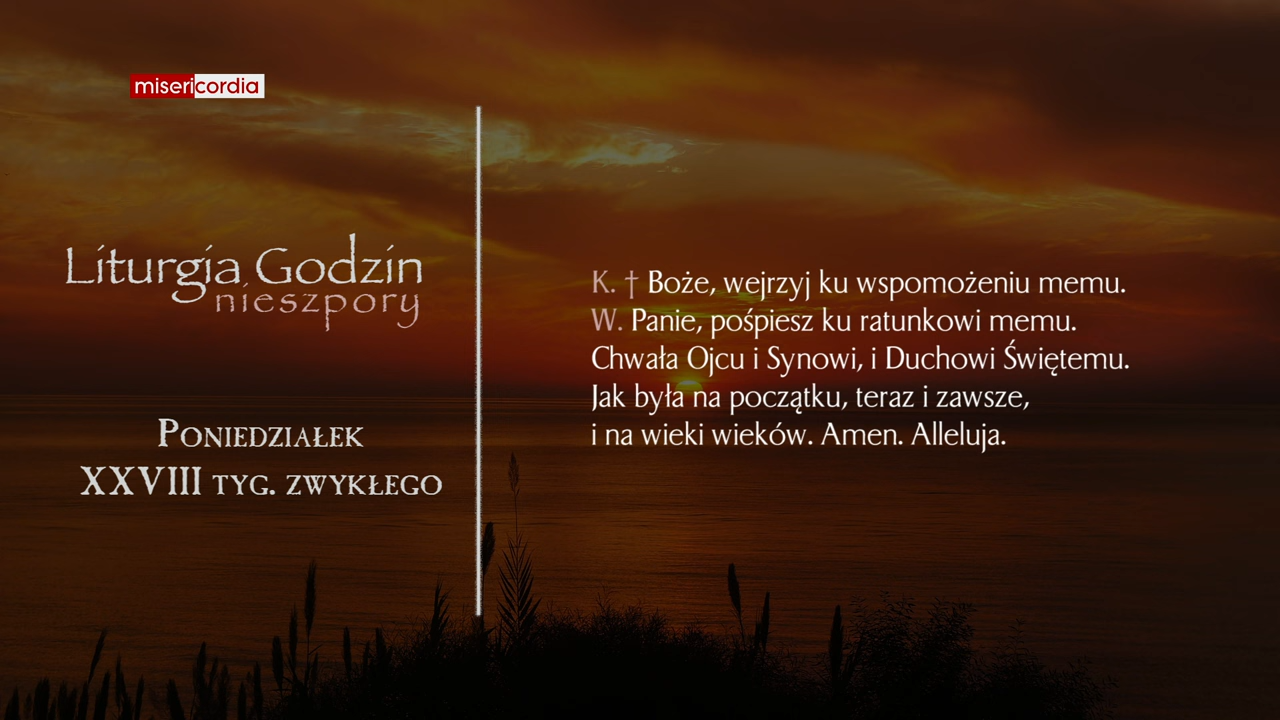 misericordia
Liturgia Godzin
nieszpory
Poniedziałek
XXVIII tyg. zwykłego
K. † Boże, wejrzyj ku wspomożeniu memu.
W. Panie, pośpiesz ku ratunkowi memu.
Chwała Ojcu i Synowi, i Duchowi Świętemu.
Jak była na początku, teraz i zawsze,
i na wieki wieków. Amen. Alleluja.